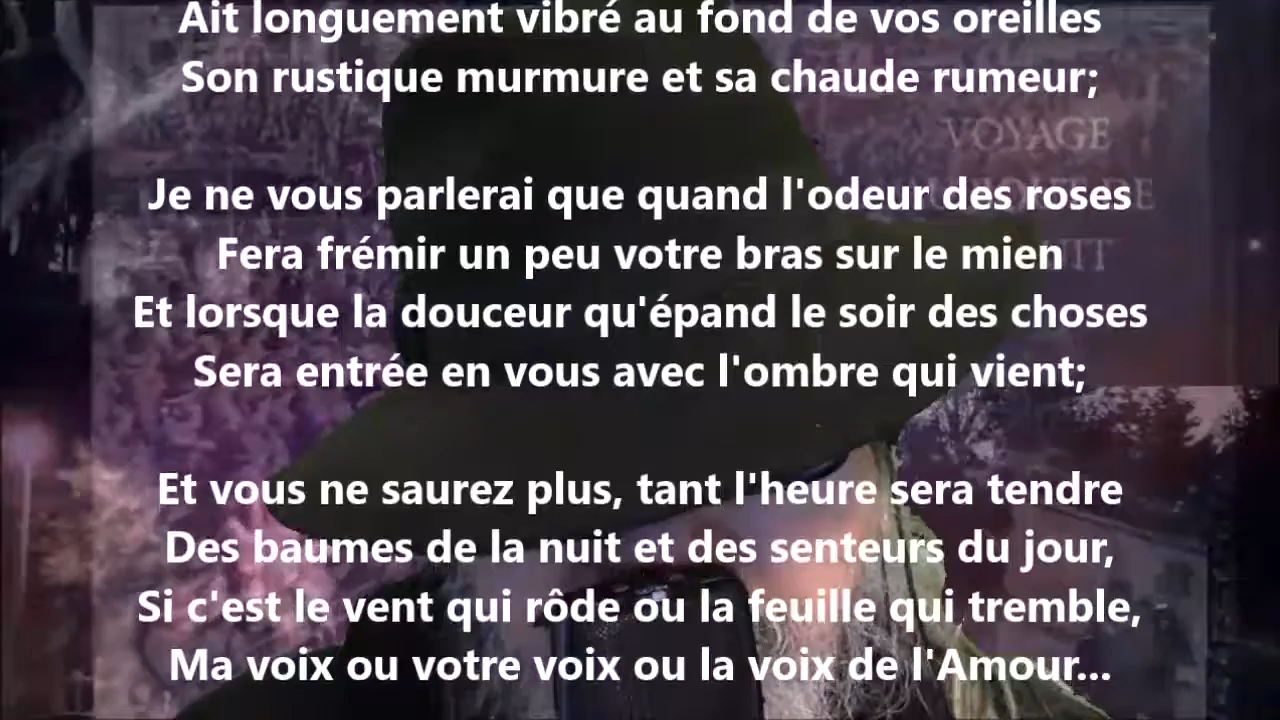 Ait longuement vibré au fond de vos oreilles
Son rustique murmure et sa chaude rumeur;
VOYAGE
Je ne vous parlerai que quand l'odeur des roses
Fera frémir un peu votre bras sur le mien
Et lorsque la douceur qu'épand le soir des choses
Sera entrée en vous avec l'ombre qui vient;
Et vous ne saurez plus, tant l'heure sera tendre
Des baumes de la nuit et des senteurs du jour,
Si c'est le vent qui rôde ou la feuille qui tremble,
Ma voix ou votre voix ou la voix de l'Amour...